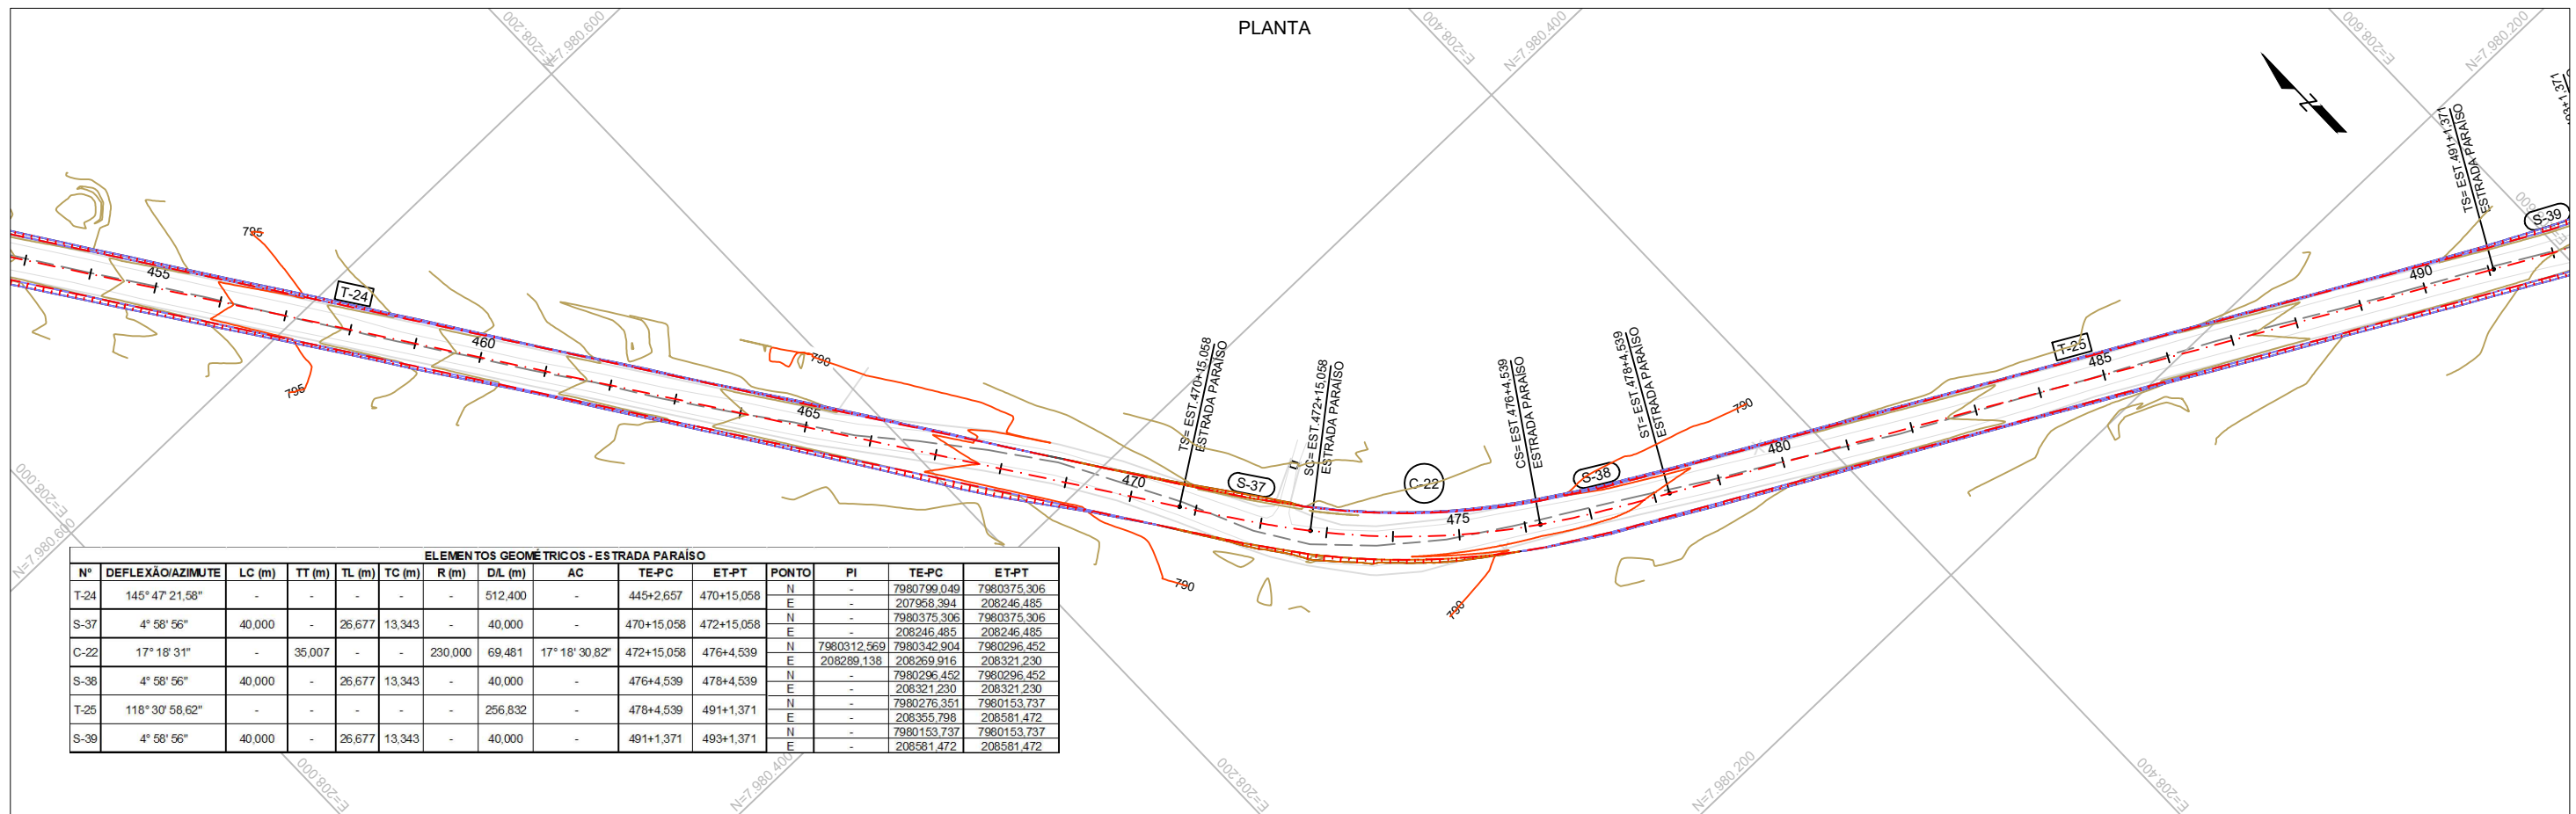 PLANTA
E=208.200
N=7.980.600
E=208.400
N=7.980.400
E=208.600
N=7.980.200
N
TS= EST.491+1,371
ESTRADA PARAÍSO
S-39
795
455
T-24
795
460
790
465
TS= EST.470+15,058
ESTRADA PARAÍSO
470
S-37
SC= EST.472+15,058
ESTRADA PARAÍSO
C-22
475
CS= EST.476+4,539
ESTRADA PARAÍSO
S-38
ST= EST.478+4,539
ESTRADA PARAÍSO
790
480
T-25
485
490
790
790
E=208.000
N=7.980.600
ELEMENTOS GEOMÉTRICOS - ESTRADA PARAÍSO
Nº DEFLEXÃO/AZIMUTE LC (m) TT (m) TL (m) TC (m) R (m) D/L (m) AC TE-PC ET-PT PONTO PI TE-PC ET-PT
T-24 145° 47' 21,58" - - - - - 512,400 - 445+2,657 470+15,058 N - 7980799,049 7980375,306
E - 207958,394 208246,485
S-37 4° 58' 56" 40,000 - 26,677 13,343 - 40,000 - 470+15,058 472+15,058 N - 7980375,306 7980375,306
E - 208246,485 208246,485
C-22 17° 18' 31" - 35,007 - - 230,000 69,481 17° 18' 30,82" 472+15,058 476+4,539 N 7980312,569 7980342,904 7980296,452
E 208289,138 208269,916 208321,230
S-38 4° 58' 56" 40,000 - 26,677 13,343 - 40,000 - 476+4,539 478+4,539 N - 7980296,452 7980296,452
E - 208321,230 208321,230
T-25 118° 30' 58,62" - - - - - 256,832 - 478+4,539 491+1,371 N - 7980276,351 7980153,737
E - 208355,798 208581,472
S-39 4° 58' 56" 40,000 - 26,677 13,343 - 40,000 - 491+1,371 493+1,371 N - 7980153,737 7980153,737
E - 208581,472 208581,472
E=208.000
N=7.980.400
E=208.200
N=7.980.200
E=208.400